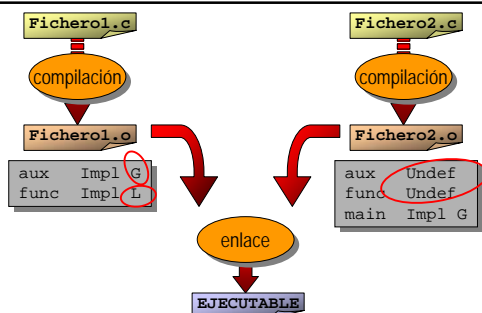 Fichero1.c
Fichero2.c
compilación
compilación
Fichero1.o
Fichero2.o
aux Impl G
func Impl L
aux Undef
func Undef
main Impl G
enlace
EJECUTABLE